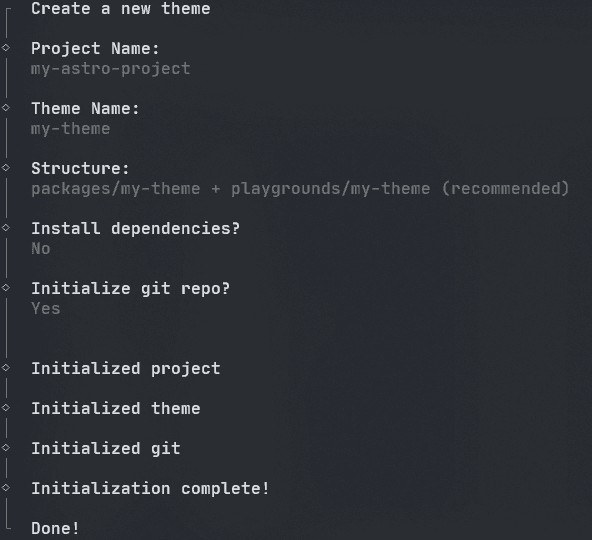 Create a new theme
Project Name:
my-astro-project
Theme Name:
my-theme
Structure:
packages/my-theme + playgrounds/my-theme (recommended)
Install dependencies?
No
Initialize git repo?
Yes
Initialized project
Initialized theme
Initialized git
Initialization complete!
Done!